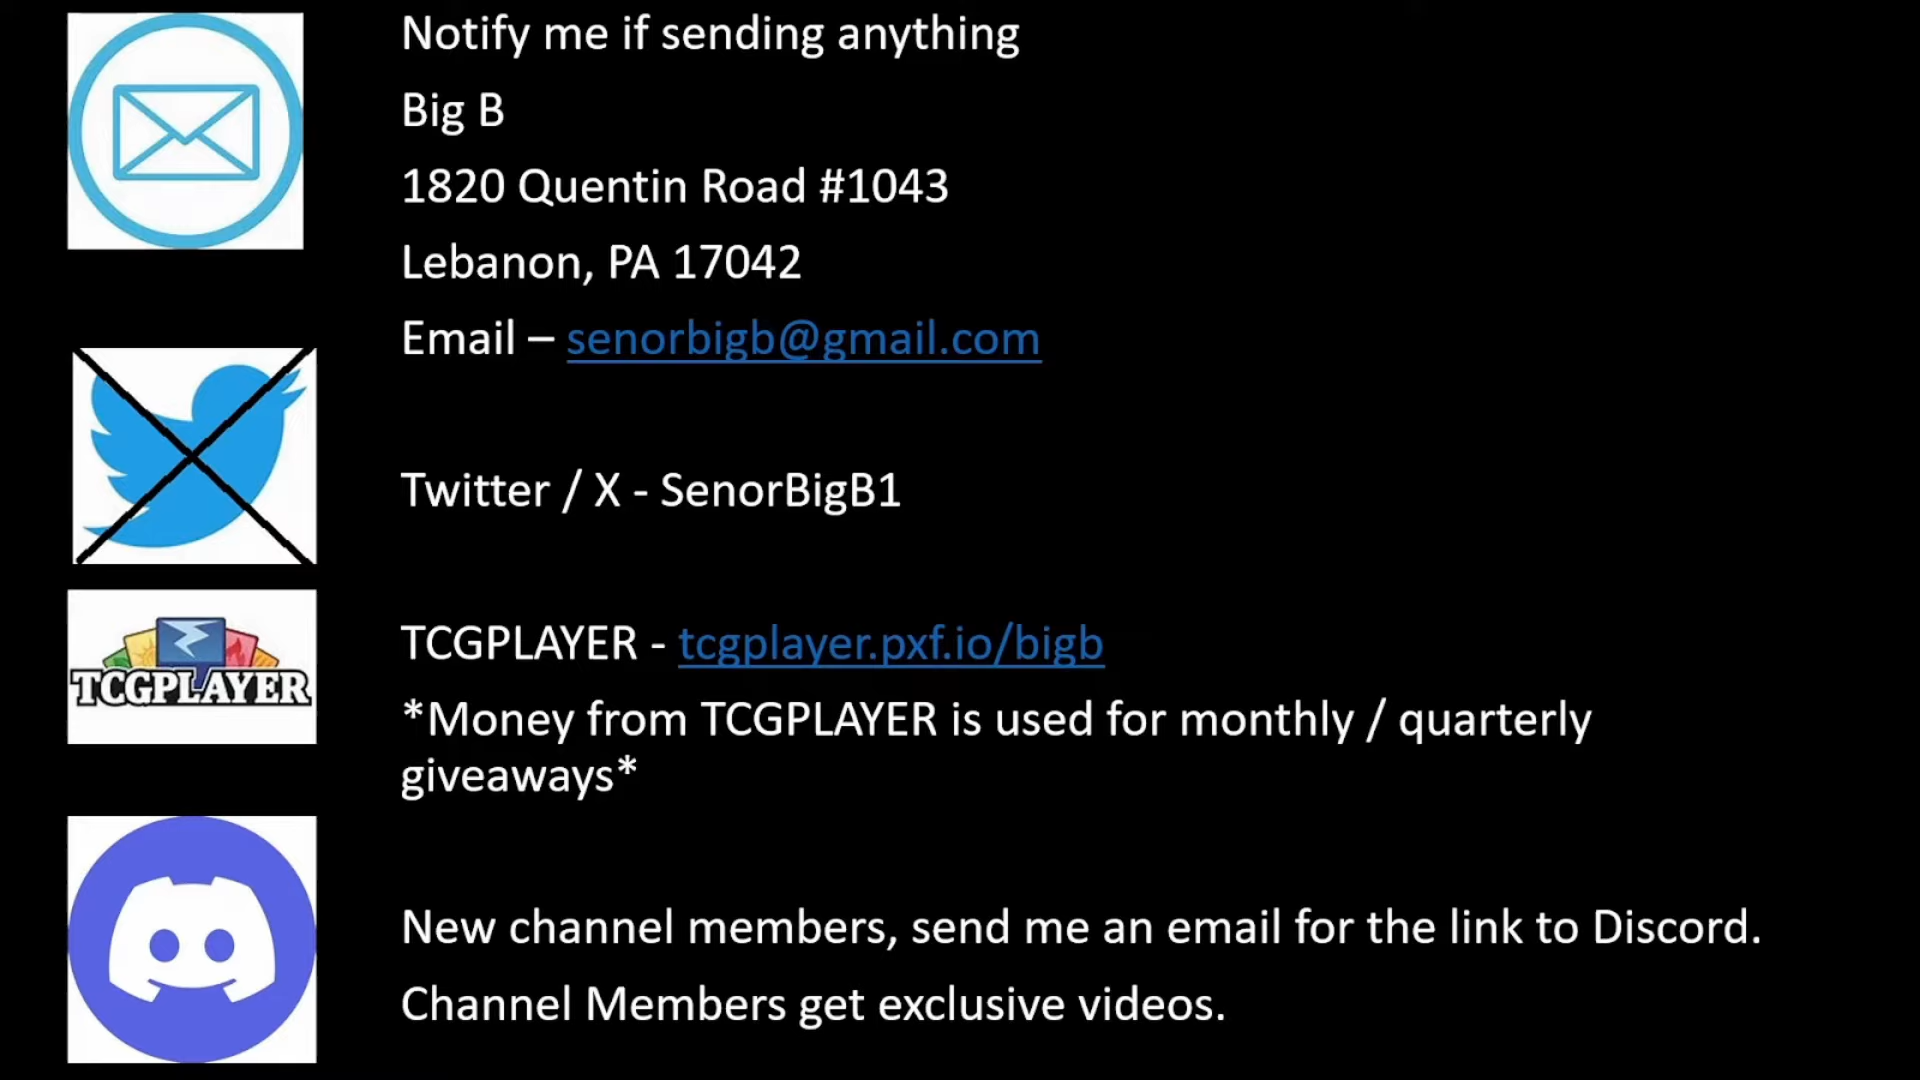 Notify me if sending anything
Big B
1820 Quentin Road #1043
Lebanon, PA 17042
Email – senorbigb@gmail.com
Twitter / X - SenorBigB1
TCGPLAYER
TCGPLAYER - tcgplayer.pxf.io/bigb
*Money from TCGPLAYER is used for monthly / quarterly
giveaways*
New channel members, send me an email for the link to Discord.
Channel Members get exclusive videos.